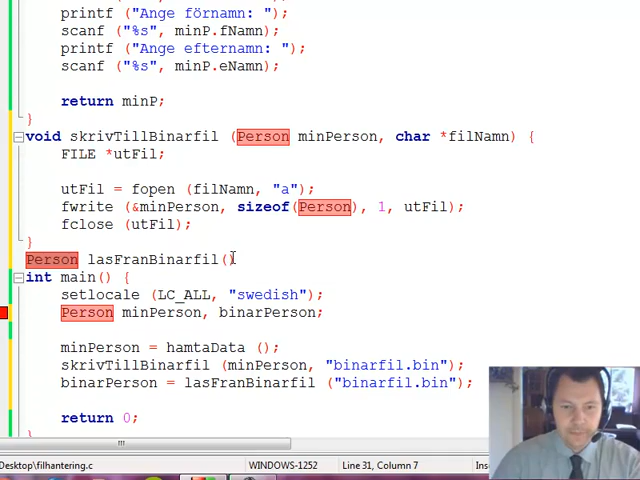 printf ("Ange förnamn: ");
scanf ("%s", minP.fNamn);
printf ("Ange efternamn: ");
scanf ("%s", minP.eNamn);
return minP;
}
void skrivTillBinarfil (Person minPerson, char *filNamn) {
FILE *utFil;
utFil = fopen (filNamn, "a");
fwrite (&minPerson, sizeof(Person), 1, utFil);
fclose (utFil);
}
Person lasFranBinarfil()
int main() {
setlocale (LC_ALL, "swedish");
Person minPerson, binarPerson;
minPerson = hamtaData ();
skrivTillBinarfil (minPerson, "binarfil.bin");
binarPerson = lasFranBinarfil ("binarfil.bin");
return 0;
}
Desktop\filhantering.c WINDOWS-1252 Line 31, Column 7 Inse